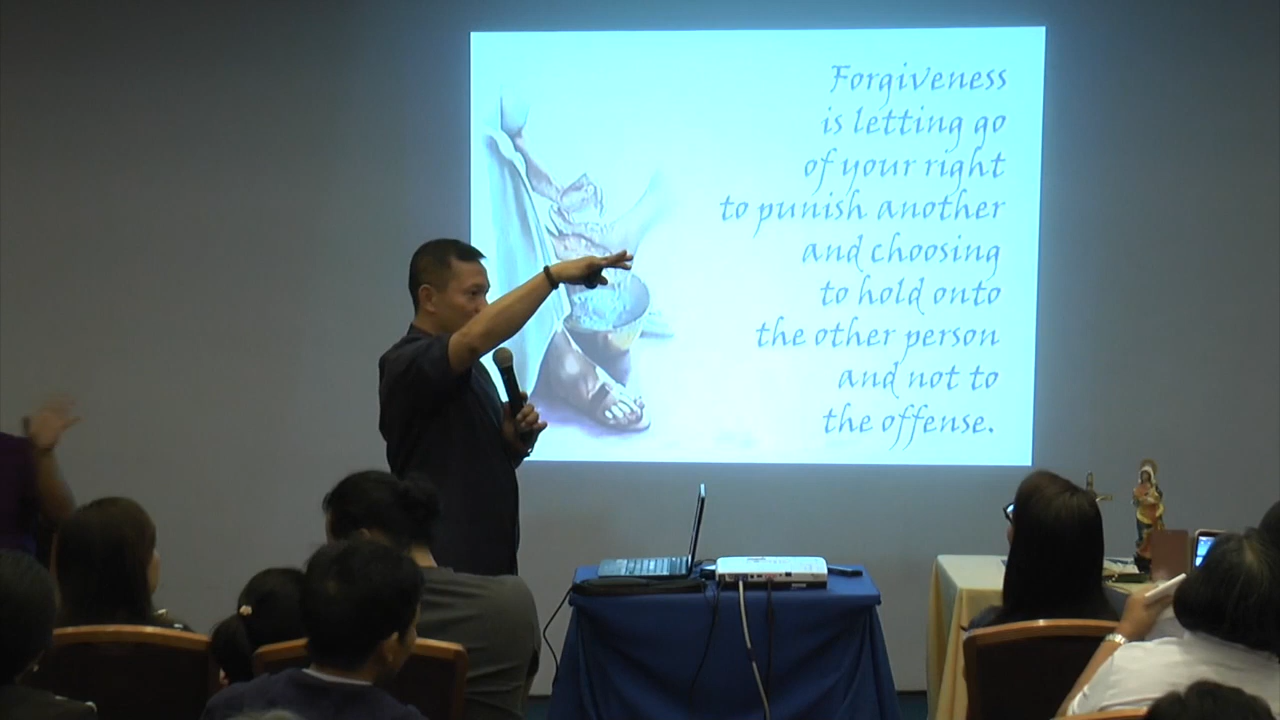 Forgiveness
is letting go
of your right
to punish another
and choosing
to hold onto
the other person
and not to
the offense.